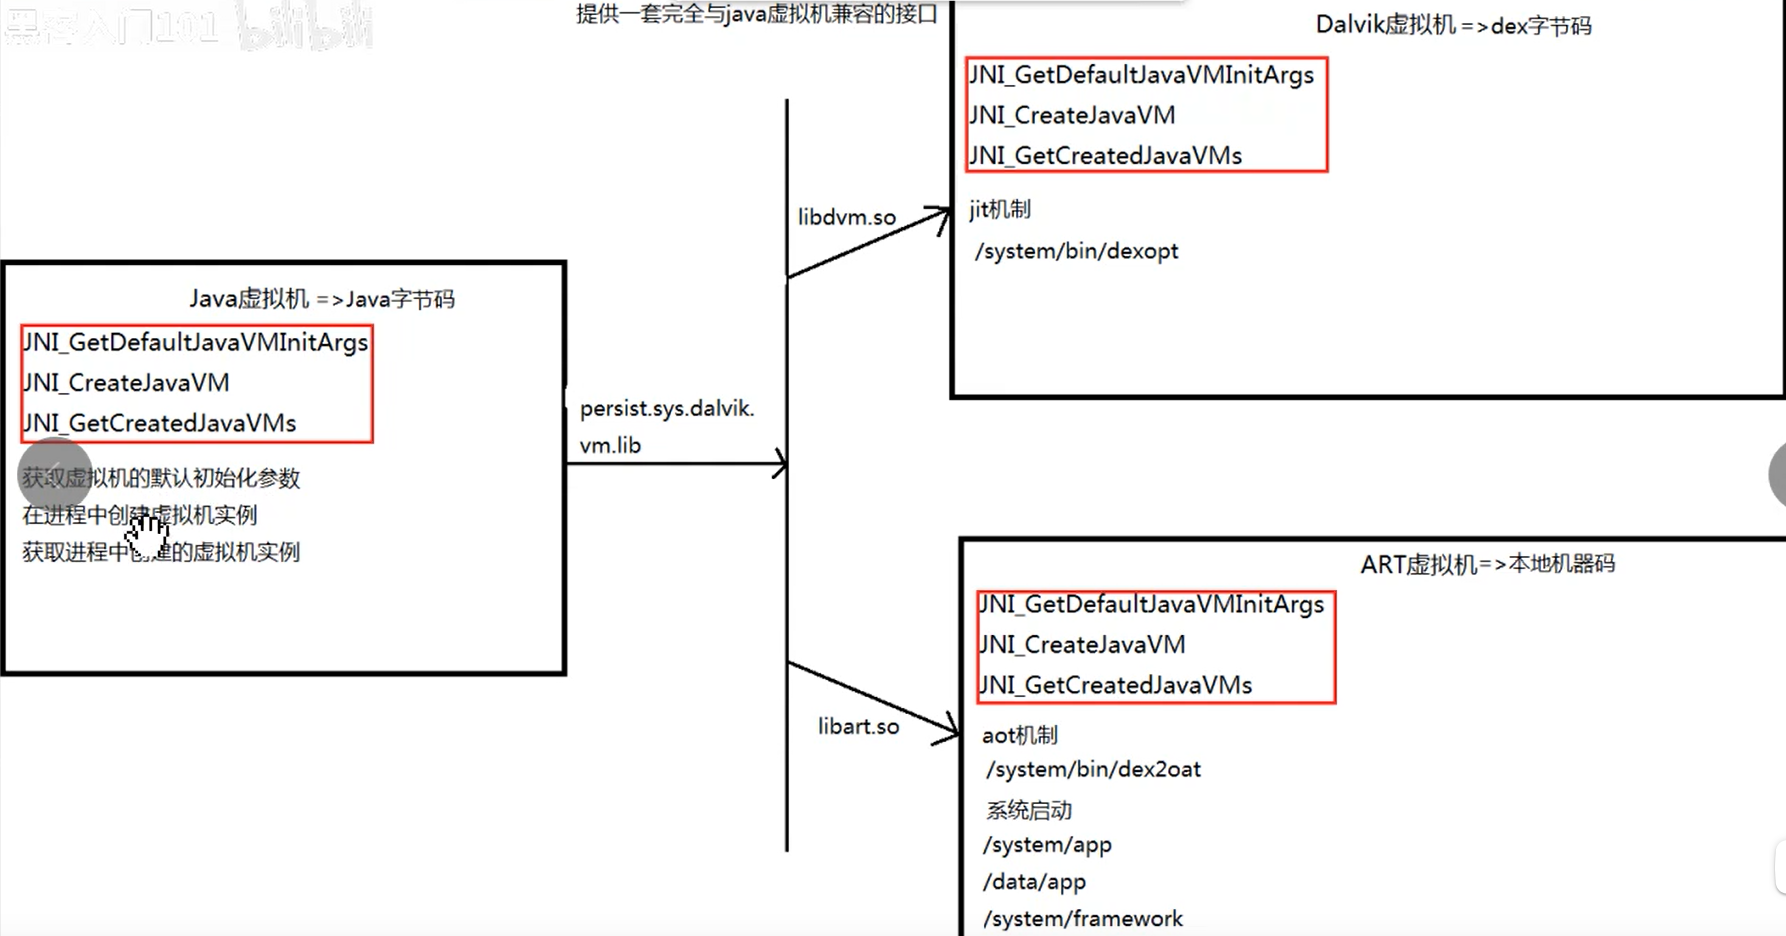 黑客入门101 bilibili
提供一套完全与java虚拟机兼容的接口
Dalvik虚拟机 =>dex字节码
JNI_GetDefaultJavaVMInitArgs
JNI_CreateJavaVM
JNI_GetCreatedJavaVMs
jit机制
/system/bin/dexopt
libdvm.so
Java虚拟机 =>Java字节码
JNI_GetDefaultJavaVMInitArgs
JNI_CreateJavaVM
JNI_GetCreatedJavaVMs
获取虚拟机的默认初始化参数
在进程中创建虚拟机实例
获取进程中创建的虚拟机实例
persist.sys.dalvik.
vm.lib
libart.so
ART虚拟机=>本地机器码
JNI_GetDefaultJavaVMInitArgs
JNI_CreateJavaVM
JNI_GetCreatedJavaVMs
aot机制
/system/bin/dex2oat
系统启动
/system/app
/data/app
/system/framework